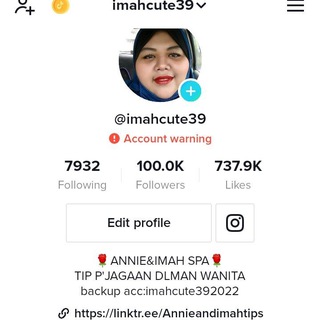 imahcute39
@imahcute39
Account warning
7932 100.0K 737.9K
Following Followers Likes
Edit profile
🌹ANNIE&IMAH SPA🌹
TIP P'JAGAAN DLMAN WANITA
backup acc:imahcute392022
https://linktr.ee/Annieandimahtips